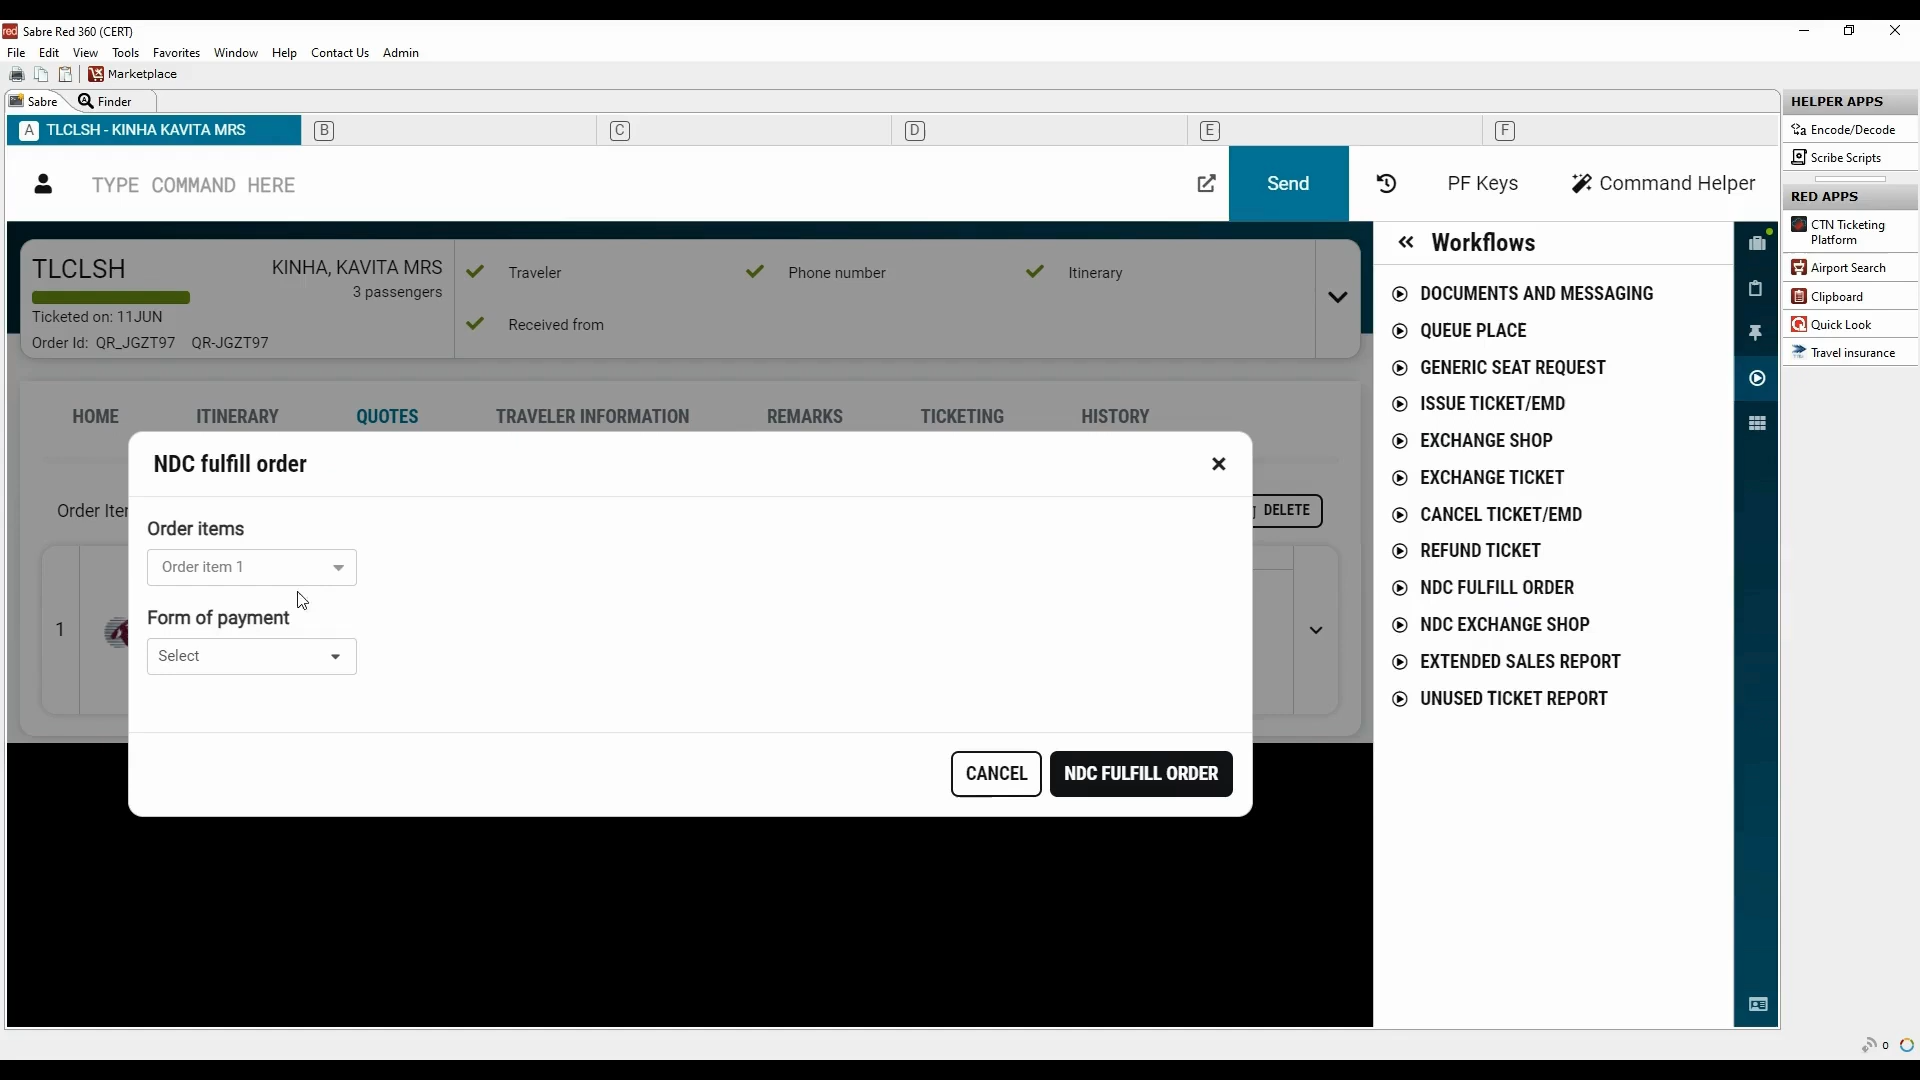 red Sabre Red 360 (CERT)
File Edit View Tools Favorites Window Help Contact Us Admin
Marketplace
Sabre Finder
A TLCLSH - KINHA KAVITA MRS B C D E F
TYPE COMMAND HERE Send PF Keys Command Helper
TLCLSH KINHA, KAVITA MRS
3 passengers
Ticketed on: 11JUN
Order Id: QR_JGZT97 QR-JGZT97
Traveler Phone number Itinerary
Received from
HOME ITINERARY QUOTES TRAVELER INFORMATION REMARKS TICKETING HISTORY
Order Iter DELETE
1
NDC fulfill order
Order items
Order item 1
Form of payment
Select
CANCEL NDC FULFILL ORDER
Workflows
DOCUMENTS AND MESSAGING
QUEUE PLACE
GENERIC SEAT REQUEST
ISSUE TICKET/EMD
EXCHANGE SHOP
EXCHANGE TICKET
CANCEL TICKET/EMD
REFUND TICKET
NDC FULFILL ORDER
NDC EXCHANGE SHOP
EXTENDED SALES REPORT
UNUSED TICKET REPORT
HELPER APPS
Encode/Decode
Scribe Scripts
RED APPS
CTN Ticketing
Platform
Airport Search
Clipboard
Quick Look
Travel insurance
0